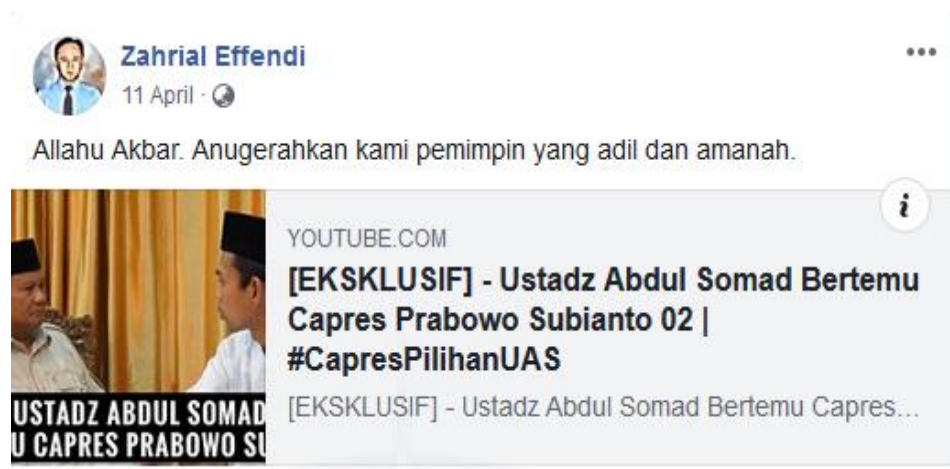 Zahrial Effendi
11 April ·
Allahu Akbar. Anugerahkan kami pemimpin yang adil dan amanah.
i
YOUTUBE.COM
[EKSKLUSIF] - Ustadz Abdul Somad Bertemu
Capres Prabowo Subianto 02 |
#CapresPilihanUAS
[EKSKLUSIF] - Ustadz Abdul Somad Bertemu Capres...
USTADZ ABDUL SOMAD
U CAPRES PRABOWO SU